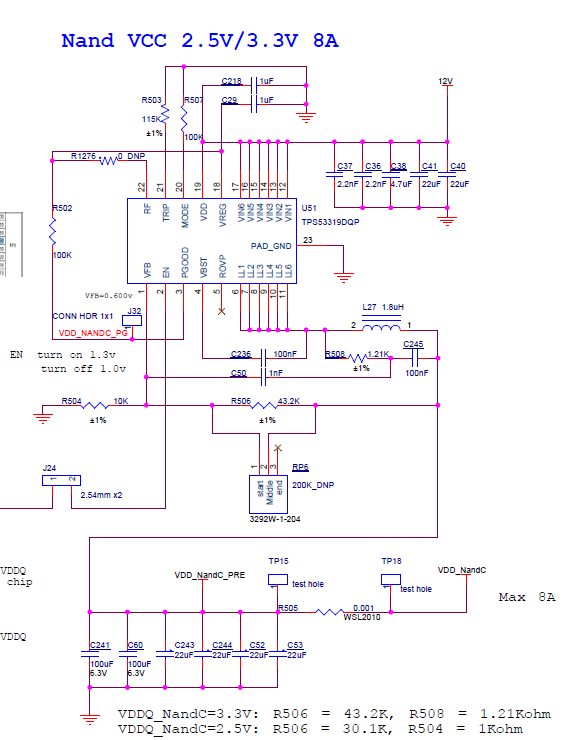 Nand VCC 2.5V/3.3V 8A
C218 1uF
C29 1uF
R503
115K
±1%
R507
100K
12V
R1276 0_DNP
C37
2.2nF
C36
2.2nF
C38
4.7uF
C41
22uF
C40
22uF
R502
100K
22 21 20 19 18 17 16 15 14 13 12
RF TRIP MODE VDD VREG VIN6 VIN5 VIN4 VIN3 VIN2 VIN1
U51
TPS53319DQP
PAD_GND 23
VFB EN PGOOD VBST ROVP LL1 LL2 LL3 LL4 LL5 LL6
1 2 3 4 5 6 7 8 9 10 11
VFB=0.600v
CONN HDR 1x1
J32
VDD_NANDC_PG
L27 1.8uH
2 1
EN turn on 1.3v
turn off 1.0v
C236 100nF
R508 1.21K
±1%
C245
100nF
C50 1nF
R504 10K
±1%
R506 43.2K
±1%
J24
1 2
2.54mm x2
1 2 3
start Middle end
RP6
200K_DNP
3292W-1-204
VDDQ
chip
VDD_NandC_PRE
TP15
test hole
TP18
test hole
VDD_NandC
Max 8A
R505 0.001
WSL2010
VDDQ
C241
100uF
6.3V
C60
100uF
6.3V
C243
22uF
C244
22uF
C52
22uF
C53
22uF
VDDQ_NandC=3.3V: R506 = 43.2K, R508 = 1.21Kohm
VDDQ_NandC=2.5V: R506 = 30.1K, R504 = 1Kohm